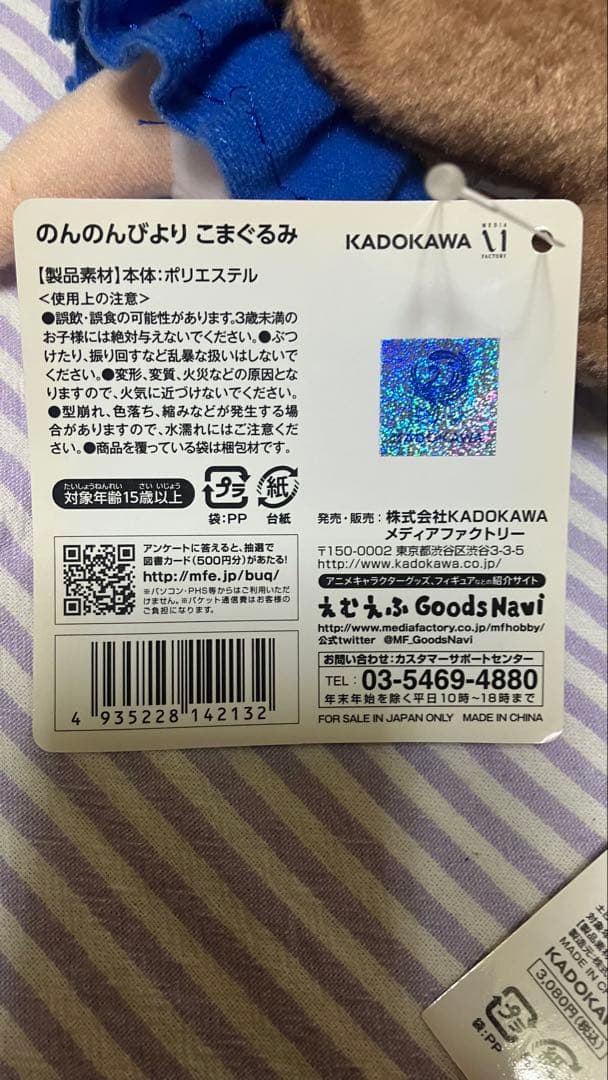 のんのんびより こまぐるみ
KADOKAWA
MEDIA FACTORY
【製品素材】本体：ポリエステル
＜使用上の注意＞
●誤飲・誤食の可能性があります。3歳未満の
お子様には絶対与えないでください。●ぶつ
けたり、振り回すなど乱暴な扱いはしないで
ください。●変形、変質、火災などの原因とな
りますので、火気に近づけないでください。
●型崩れ、色落ち、縮みなどが発生する場
合がありますので、水濡れにはご注意くだ
さい。●商品を覆っている袋は梱包材です。
KADOKAWA
たいしょうねんれい さい いじょう
対象年齢15歳以上
プラ
袋：PP
紙
台紙
発売・販売：株式会社KADOKAWA
メディアファクトリー
〒150-0002 東京都渋谷区渋谷3-3-5
http://www.kadokawa.co.jp/
アンケートに答えると、抽選で
図書カード(500円分)があたる!
http://mfe.jp/buq/
※パソコン・PHS等からはご利用いただ
けません。※パケット通信費はお客様の
ご負担になります。
アニメキャラクターグッズ、フィギュアなどの紹介サイト
えむえふ Goods Navi
http://www.mediafactory.co.jp/mfhobby/
公式twitter @MF_GoodsNavi
お問い合わせ：カスタマーサポートセンター
TEL：03-5469-4880
年末年始を除く平日10時～18時まで
4 935228 142132
FOR SALE IN JAPAN ONLY MADE IN CHINA
対象年
【製品素材
製造元：株式
MADE IN C
KADOKA
3,080円(税込)
プラ
袋：PP
紙